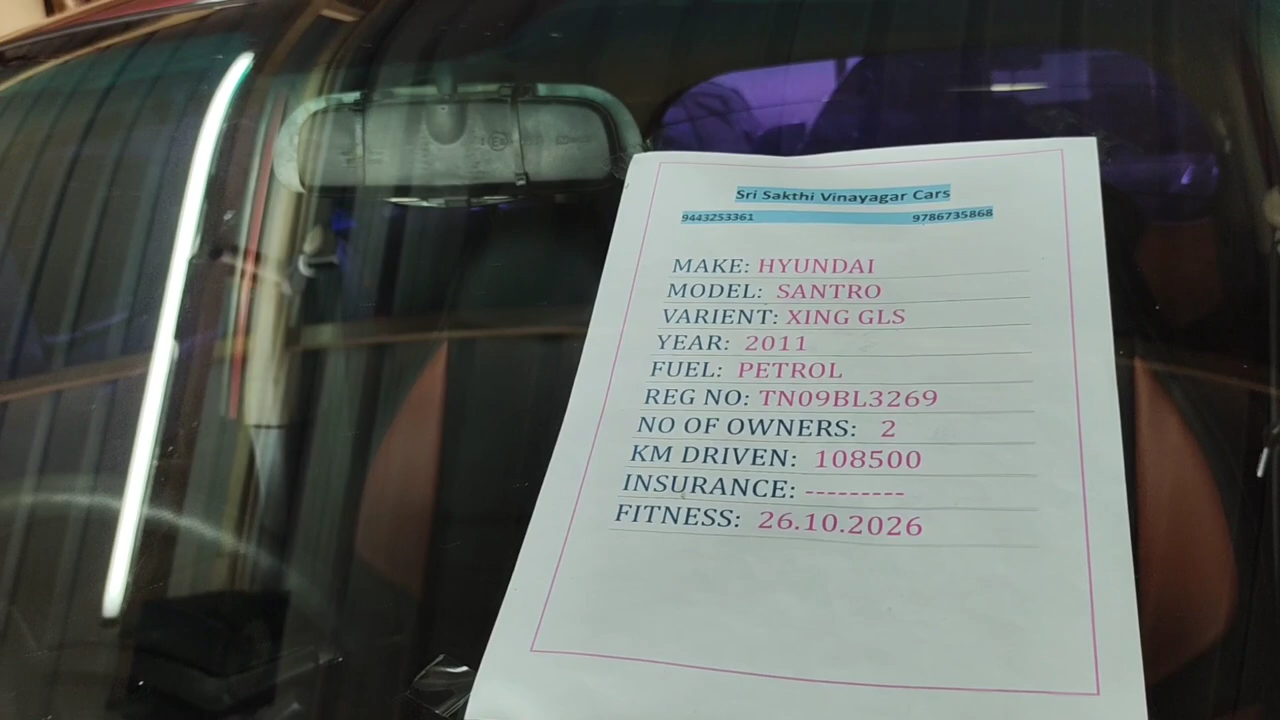 Sri Sakthi Vinayagar Cars
9443253361 9786735868
MAKE: HYUNDAI
MODEL: SANTRO
VARIENT: XING GLS
YEAR: 2011
FUEL: PETROL
REG NO: TN09BL3269
NO OF OWNERS: 2
KM DRIVEN: 108500
INSURANCE: ---------
FITNESS: 26.10.2026